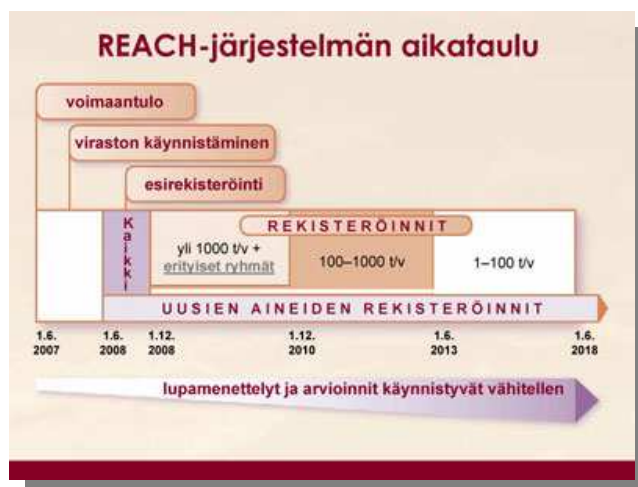 REACH-järjestelmän aikataulu
voimaantulo
viraston käynnistäminen
esirekisteröinti
Kaikki
REKISTERÖINNIT
yli 1000 t/v +
erityiset ryhmät
100–1000 t/v
1–100 t/v
UUSIEN AINEIDEN REKISTERÖINNIT
1.6. 1.6. 1.12. 1.12. 1.6. 1.6.
2007 2008 2008 2010 2013 2018
lupamenettelyt ja arvioinnit käynnistyvät vähitellen